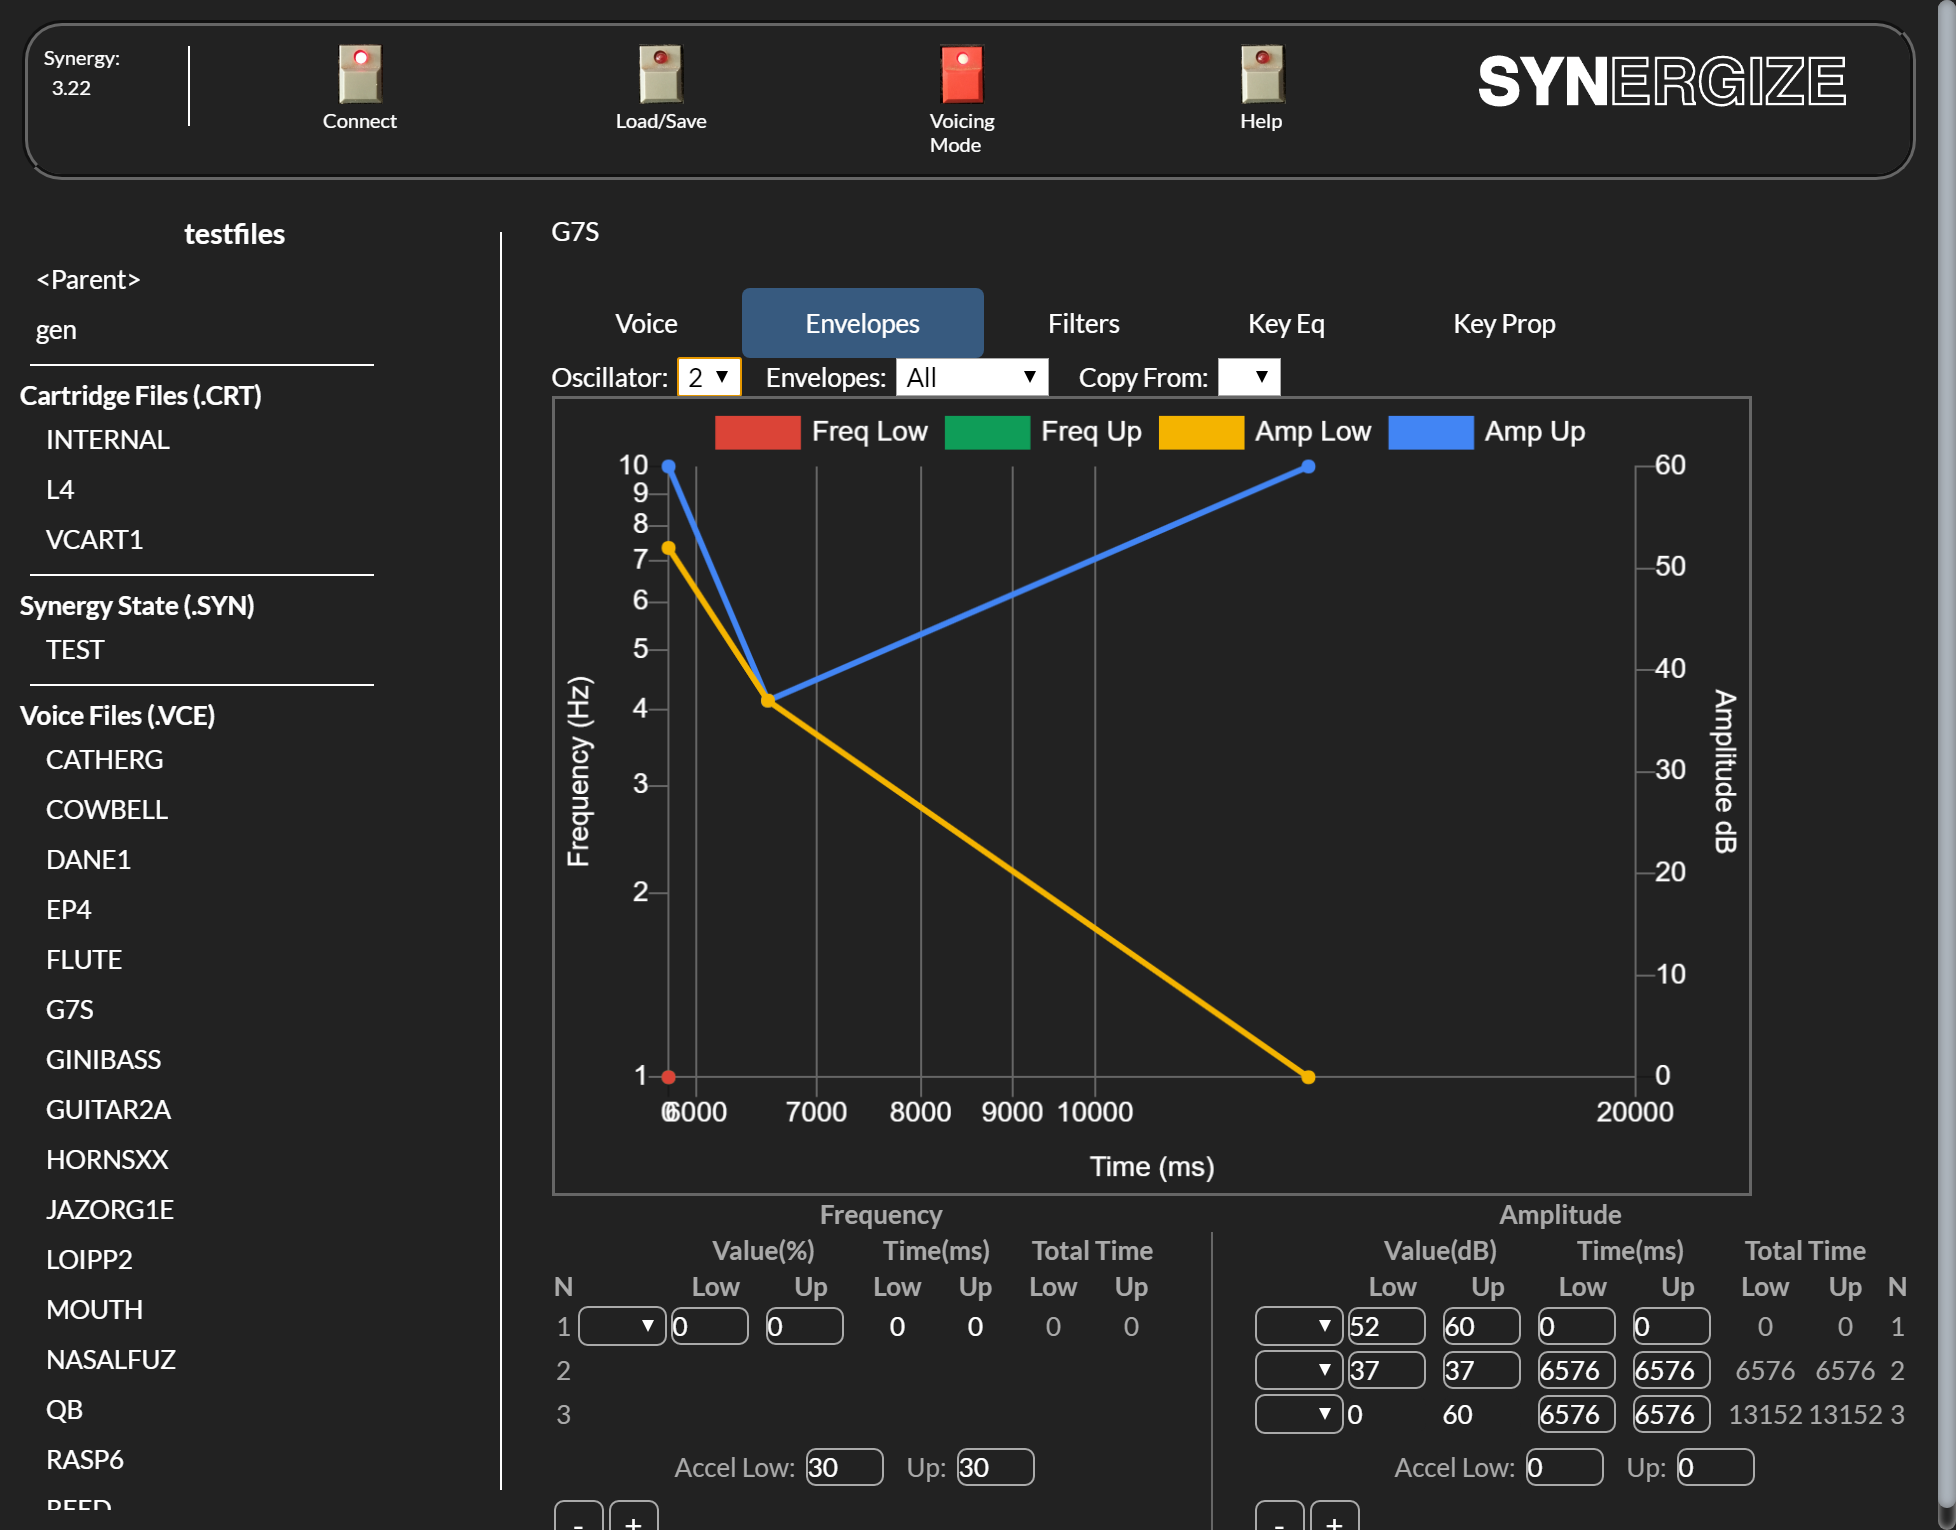 Synergy:
3.22
Connect
Load/Save
Voicing
Mode
Help
SYNERGIZE
testfiles
<Parent>
gen
Cartridge Files (.CRT)
INTERNAL
L4
VCART1
Synergy State (.SYN)
TEST
Voice Files (.VCE)
CATHERG
COWBELL
DANE1
EP4
FLUTE
G7S
GINIBASS
GUITAR2A
HORNSXX
JAZORG1E
LOIPP2
MOUTH
NASALFUZ
QB
RASP6
REED
G7S
Voice Envelopes Filters Key Eq Key Prop
Oscillator: 2 Envelopes: All Copy From:
Freq Low Freq Up Amp Low Amp Up
10
9
8
7
6
5
4
3
2
1
Frequency (Hz)
60
50
40
30
20
10
0
Amplitude dB
0 6000 7000 8000 9000 10000 20000
Time (ms)
Frequency
Value(%) Time(ms) Total Time
N Low Up Low Up Low Up
1 0 0 0 0 0 0
2
3
Accel Low: 30 Up: 30
- +
Amplitude
Value(dB) Time(ms) Total Time
Low Up Low Up Low Up N
52 60 0 0 0 0 1
37 37 6576 6576 6576 6576 2
0 60 6576 6576 13152 13152 3
Accel Low: 0 Up: 0
- +